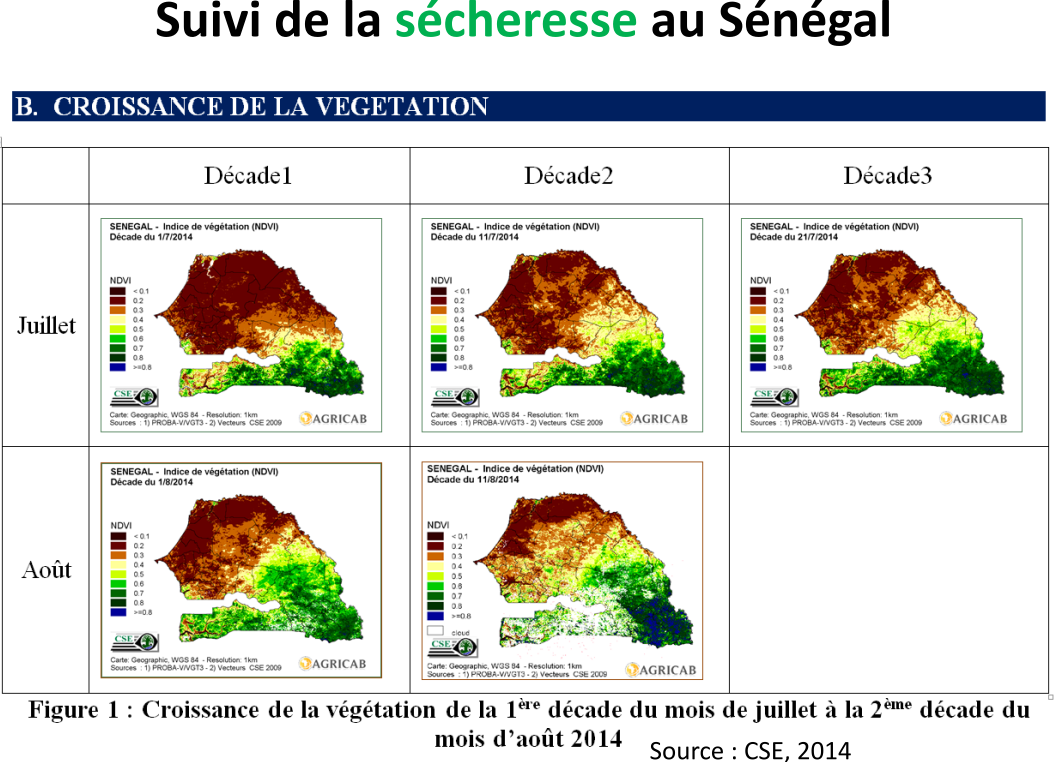 Suivi de la sécheresse au Sénégal
B. CROISSANCE DE LA VEGETATION
Décade1 Décade2 Décade3
Juillet
SENEGAL - Indice de végétation (NDVI)
Décade du 1/7/2014
NDVI
< 0.1
0.2
0.3
0.4
0.5
0.6
0.7
0.8
>=0.8
CSE
Carte: Geographic, WGS 84 - Resolution: 1km
Sources : 1) PROBA-V/VGT3 - 2) Vecteurs CSE 2009
AGRICAB
SENEGAL - Indice de végétation (NDVI)
Décade du 11/7/2014
NDVI
< 0.1
0.2
0.3
0.4
0.5
0.6
0.7
0.8
>=0.8
CSE
Carte: Geographic, WGS 84 - Resolution: 1km
Sources : 1) PROBA-V/VGT3 - 2) Vecteurs CSE 2009
AGRICAB
SENEGAL - Indice de végétation (NDVI)
Décade du 21/7/2014
NDVI
< 0.1
0.2
0.3
0.4
0.5
0.6
0.7
0.8
>=0.8
CSE
Carte: Geographic, WGS 84 - Resolution: 1km
Sources : 1) PROBA-V/VGT3 - 2) Vecteurs CSE 2009
AGRICAB
Août
SENEGAL - Indice de végétation (NDVI)
Décade du 1/8/2014
NDVI
< 0.1
0.2
0.3
0.4
0.5
0.6
0.7
0.8
>=0.8
CSE
Carte: Geographic, WGS 84 - Resolution: 1km
Sources : 1) PROBA-V/VGT3 - 2) Vecteurs CSE 2009
AGRICAB
SENEGAL - Indice de végétation (NDVI)
Décade du 11/8/2014
NDVI
< 0.1
0.2
0.3
0.4
0.5
0.6
0.7
0.8
>=0.8
cloud
CSE
Carte: Geographic, WGS 84 - Resolution: 1km
Sources : 1) PROBA-V/VGT3 - 2) Vecteurs CSE 2009
AGRICAB
Figure 1 : Croissance de la végétation de la 1ère décade du mois de juillet à la 2ème décade du
mois d'août 2014
Source : CSE, 2014